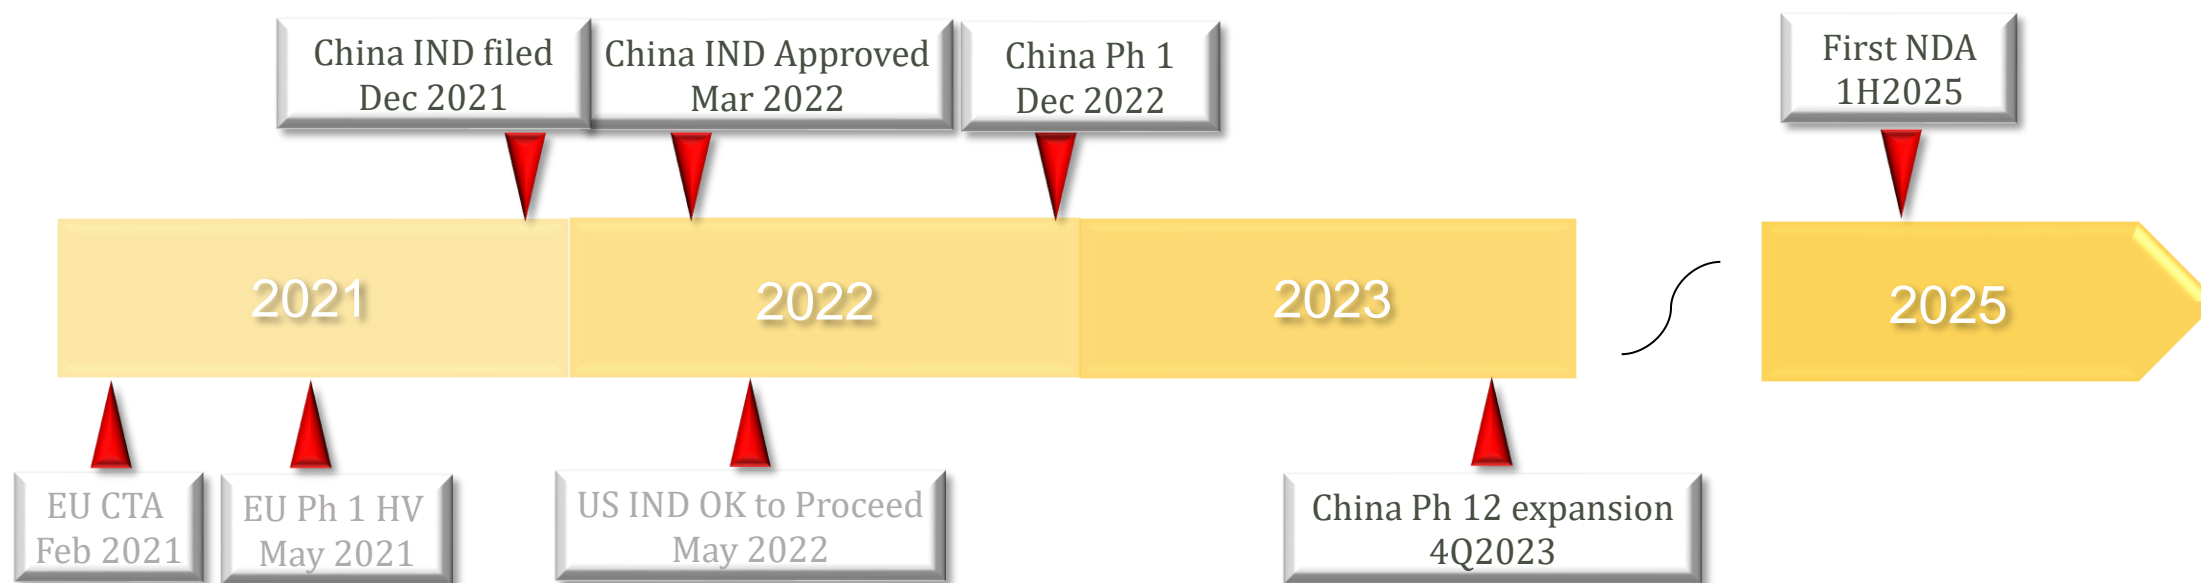 China IND filed
Dec 2021
China IND Approved
Mar 2022
China Ph 1
Dec 2022
First NDA
1H2025
2021
2022
2023
2025
EU CTA
Feb 2021
EU Ph 1 HV
May 2021
US IND OK to Proceed
May 2022
China Ph 12 expansion
4Q2023